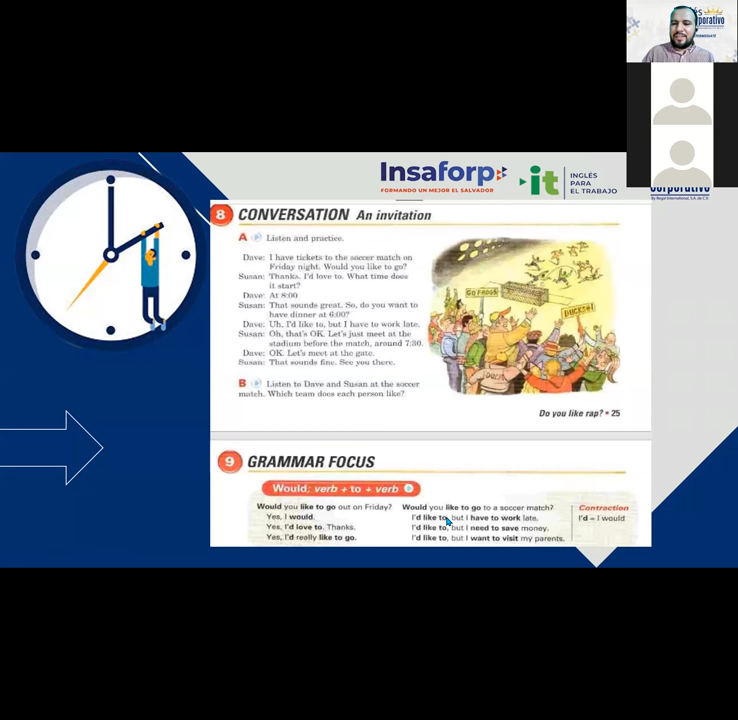 Insaforp
FORMANDO UN MEJOR EL SALVADOR
it
INGLÉS
PARA
EL TRABAJO
8 CONVERSATION An invitation
A Listen and practice.
Dave: I have tickets to the soccer match on
Friday night. Would you like to go?
Susan: Thanks. I'd love to. What time does
it start?
Dave: At 8:00
Susan: That sounds great. So, do you want to
have dinner at 6:00?
Dave: Uh, I'd like to, but I have to work late.
Susan: Oh, that's OK. Let's just meet at the
stadium before the match, around 7:30.
Dave: OK. Let's meet at the gate.
Susan: That sounds fine. See you there.
B Listen to Dave and Susan at the soccer
match. Which team does each person like?
GO FROGS
DUCKS #1
Do you like rap? • 25
9 GRAMMAR FOCUS
Would; verb + to + verb
Would you like to go out on Friday?
Yes, I would.
Yes, I'd love to. Thanks.
Yes, I'd really like to go.
Would you like to go to a soccer match?
I'd like to, but I have to work late.
I'd like to, but I need to save money.
I'd like to, but I want to visit my parents.
Contraction
I'd = I would